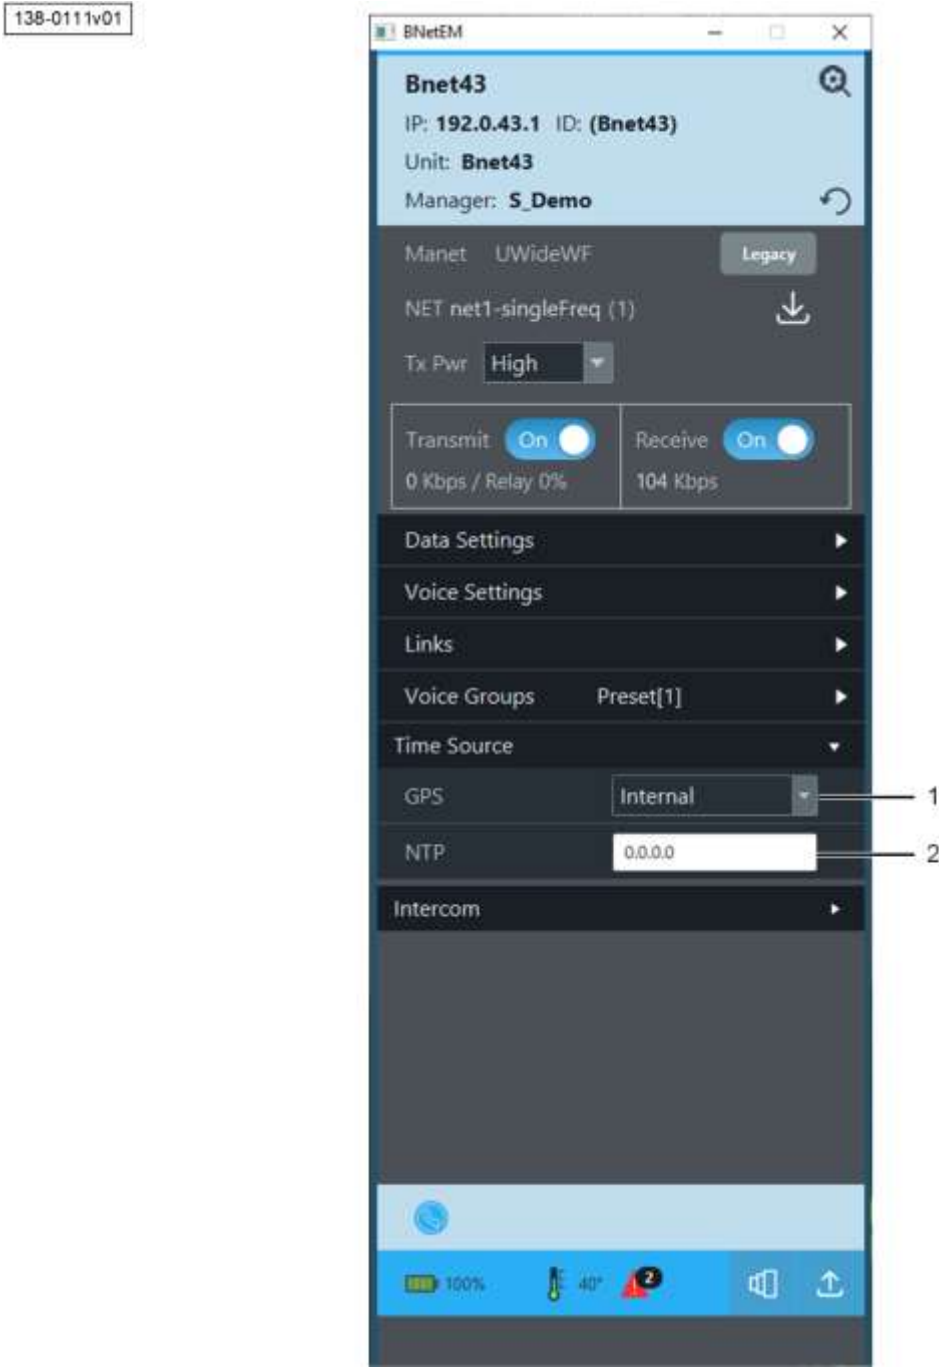 138-0111v01
BNetEM
Bnet43
IP: 192.0.43.1 ID: (Bnet43)
Unit: Bnet43
Manager: S_Demo
Manet UWideWF Legacy
NET net1-singleFreq (1)
Tx Pwr High
Transmit On Receive On
0 Kbps / Relay 0% 104 Kbps
Data Settings
Voice Settings
Links
Voice Groups Preset[1]
Time Source
GPS Internal 1
NTP 0.0.0.0 2
Intercom
100% 40° 2